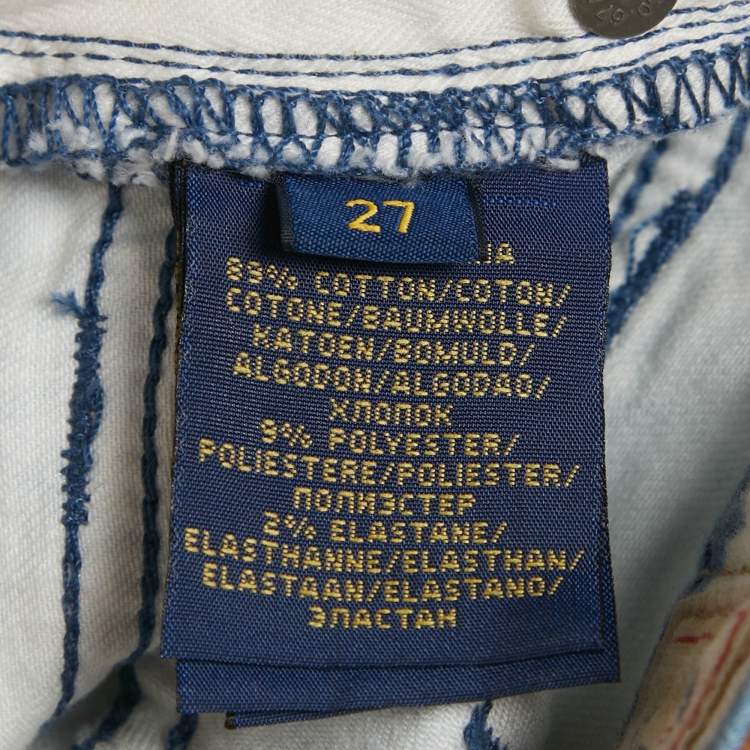 27
89% COTTON/COTON/
COTONE/BAUMWOLLE/
KATOEN/BOMULD/
ALGODON/ALGODAO/
ХЛОПОК
9% POLYESTER/
POLIESTERE/POLIESTER/
ПОЛИЭСТЕР
2% ELASTANE/
ELASTHANNE/ELASTHAN/
ELASTAAN/ELASTANO/
ЭЛАСТАН